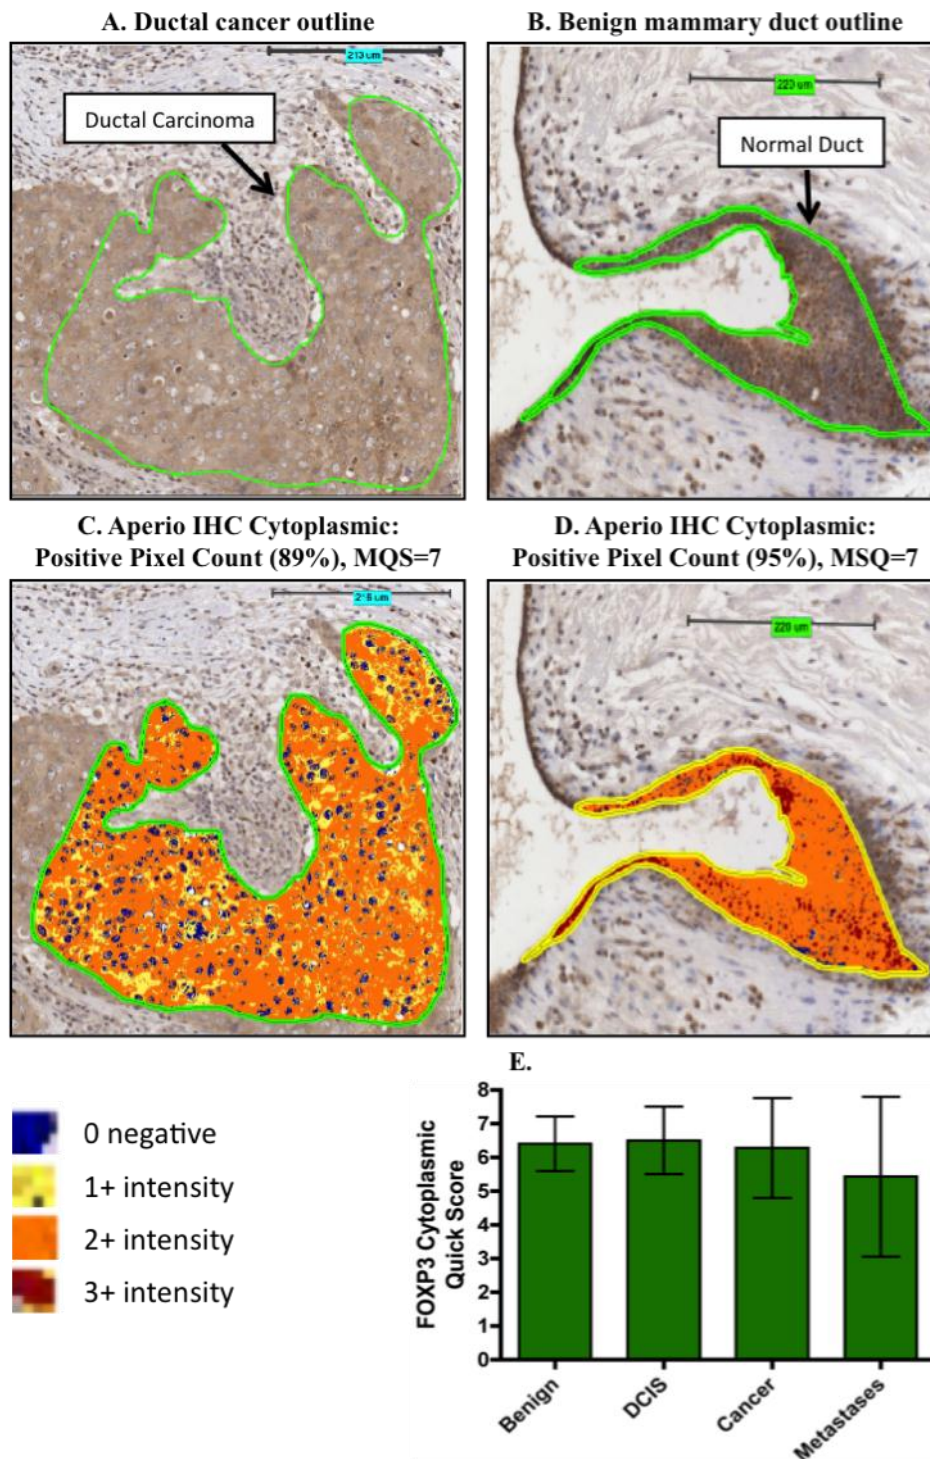 A. Ductal cancer outline
B. Benign mammary duct outline
213 um
Ductal Carcinoma
220 um
Normal Duct
C. Aperio IHC Cytoplasmic:
Positive Pixel Count (89%), MQS=7
D. Aperio IHC Cytoplasmic:
Positive Pixel Count (95%), MSQ=7
216 um
220 um
0 negative
1+ intensity
2+ intensity
3+ intensity
E.
FOXP3 Cytoplasmic
Quick Score
8
7
6
5
4
3
2
1
0
Benign
DCIS
Cancer
Metastases